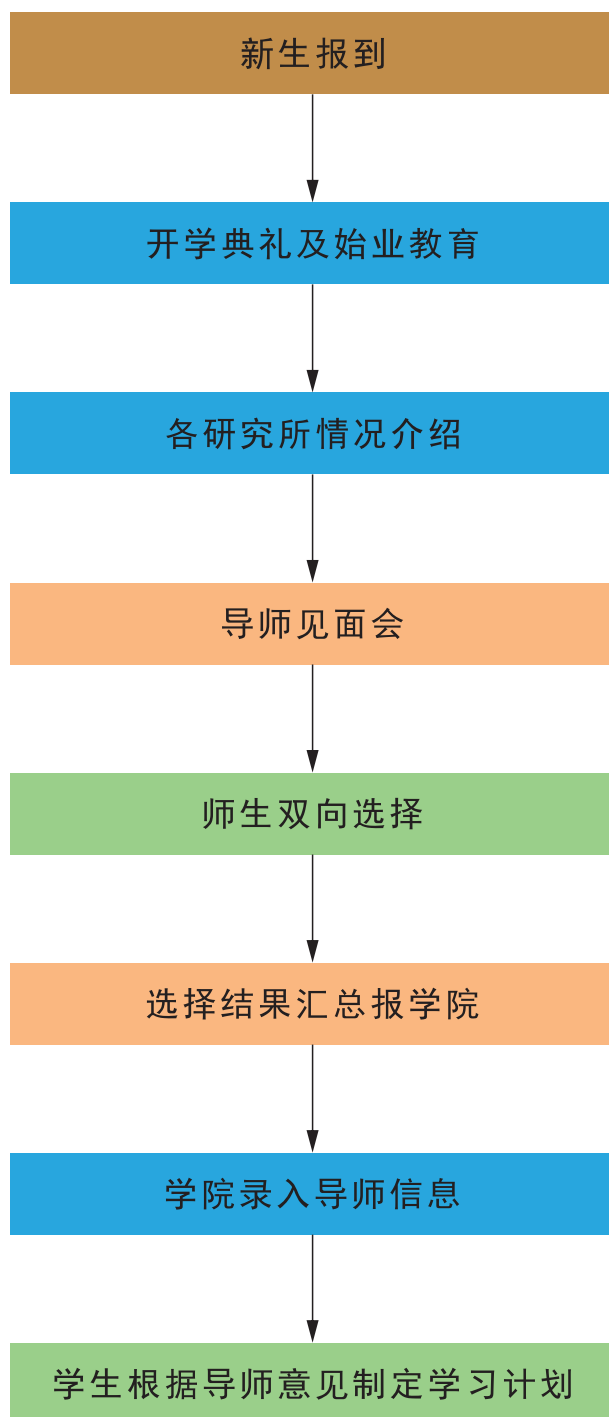 新生报到
开学典礼及始业教育
各研究所情况介绍
导师见面会
师生双向选择
选择结果汇总报学院
学院录入导师信息
学生根据导师意见制定学习计划